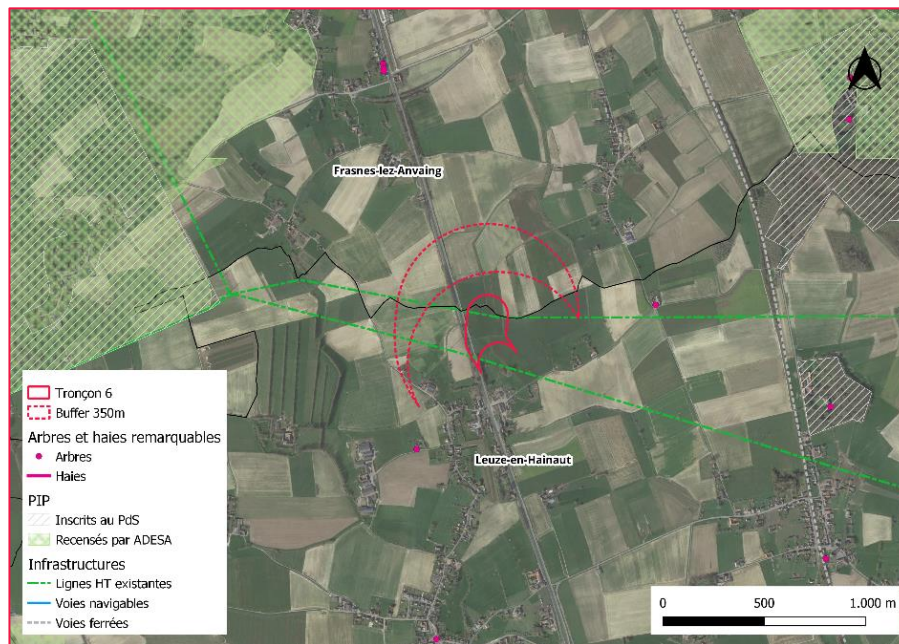 Frasnes-lez-Anvaing
Leuze-en-Hainaut
Tronçon 6
Buffer 350m
Arbres et haies remarquables
Arbres
Haies
PIP
Inscrits au PdS
Recensés par ADESA
Infrastructures
Lignes HT existantes
Voies navigables
Voies ferrées
0 500 1.000 m